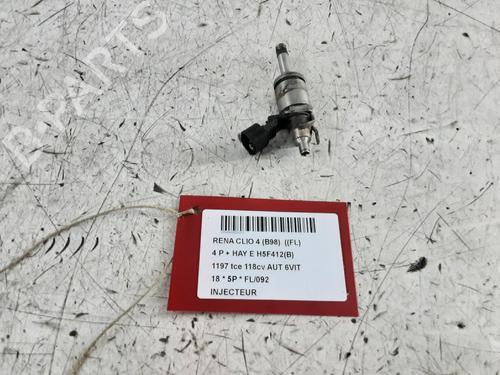 B-Parts
RENA CLIO 4 (B98) ((FL)
4 P + HAY E H5F412(B)
1197 tce 118cv AUT 6VIT
18 * 5P * FL/092
INJECTEUR